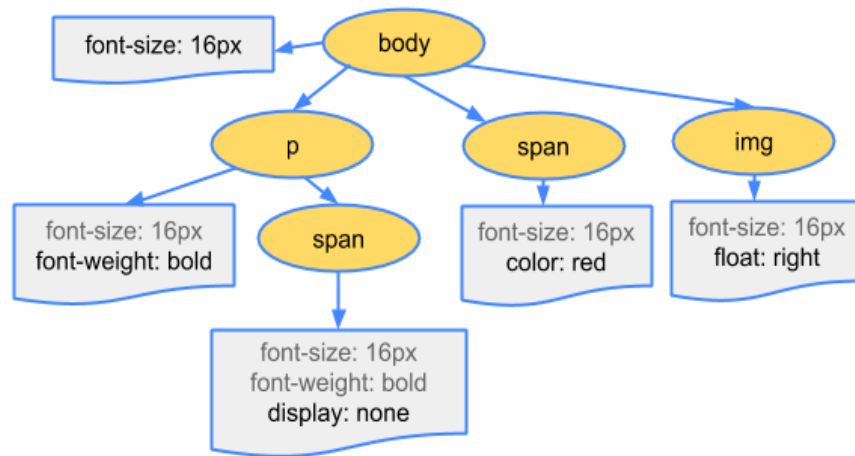 body
font-size: 16px
p
span
img
font-size: 16px
font-weight: bold
span
font-size: 16px
color: red
font-size: 16px
float: right
font-size: 16px
font-weight: bold
display: none